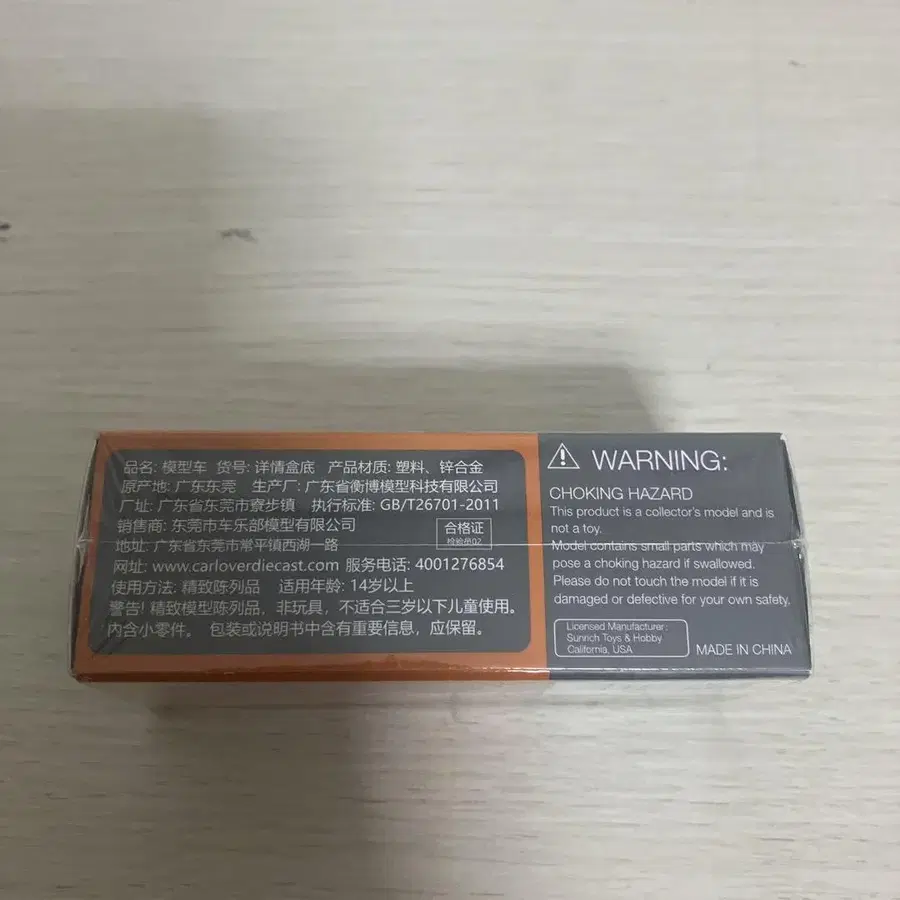 品名: 模型车 货号: 详情盒底 产品材质: 塑料、锌合金
原产地: 广东东莞 生产厂: 广东省衡博模型科技有限公司
厂址: 广东省东莞市寮步镇 执行标准: GB/T26701-2011
销售商: 东莞市车乐部模型有限公司
地址: 广东省东莞市常平镇西湖一路
合格证
检验员02
网址: www.carloverdiecast.com 服务电话: 4001276854
使用方法: 精致陈列品 适用年龄: 14岁以上
警告! 精致模型陈列品，非玩具，不适合三岁以下儿童使用。
内含小零件。 包装或说明书中含有重要信息，应保留。
WARNING:
CHOKING HAZARD
This product is a collector's model and is
not a toy.
Model contains small parts which may
pose a choking hazard if swallowed.
Please do not touch the model if it is
damaged or defective for your own safety.
Licensed Manufacturer:
Sunrich Toys & Hobby
California, USA
MADE IN CHINA